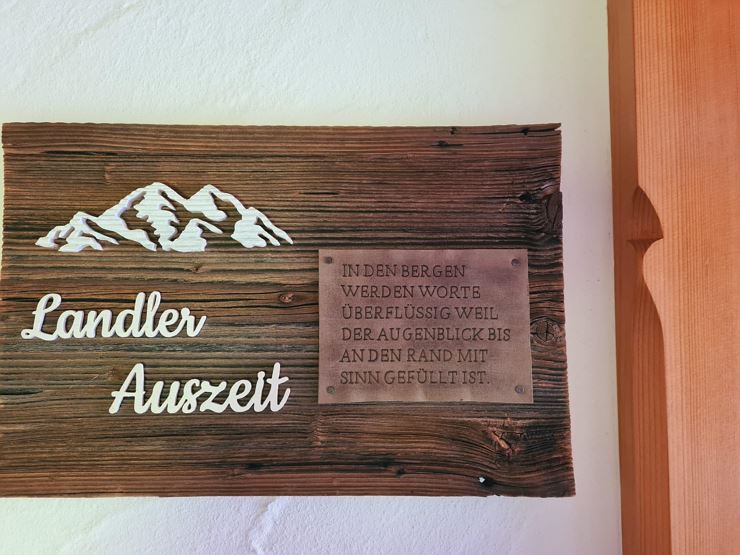 Landler
Auszeit
IN DEN BERGEN
WERDEN WORTE
ÜBERFLÜSSIG WEIL
DER AUGENBLICK BIS
AN DEN RAND MIT
SINN GEFÜLLT IST.